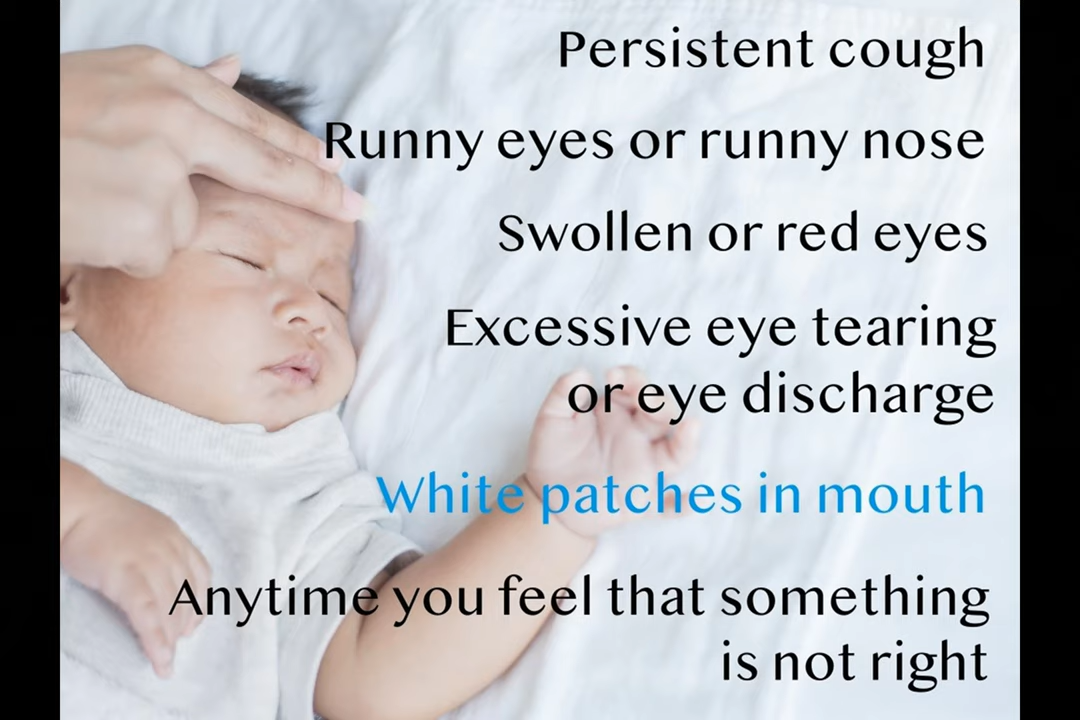 Persistent cough
Runny eyes or runny nose
Swollen or red eyes
Excessive eye tearing
or eye discharge
White patches in mouth
Anytime you feel that something
is not right